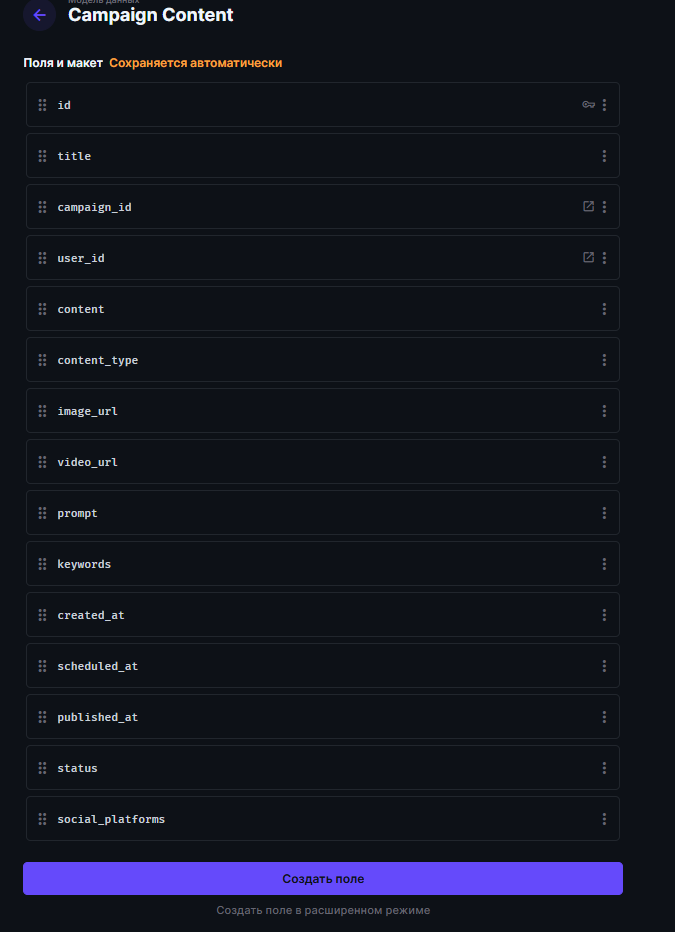 Модель данных
Campaign Content
Поля и макет Сохраняется автоматически
id
title
campaign_id
user_id
content
content_type
image_url
video_url
prompt
keywords
created_at
scheduled_at
published_at
status
social_platforms
Создать поле
Создать поле в расширенном режиме